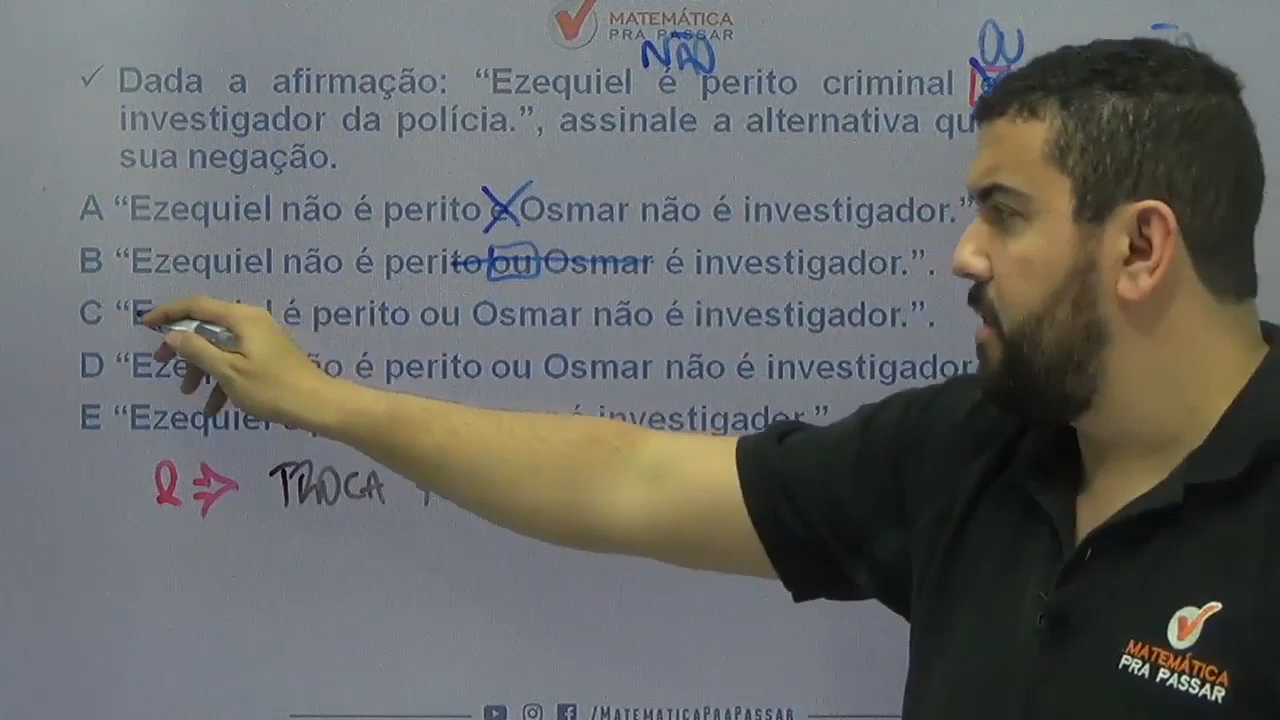 MATEMÁTICA
PRA PASSAR
NÃO
OU
✓ Dada a afirmação: “Ezequiel é perito criminal
investigador da polícia.”, assinale a alternativa qu
sua negação.
A “Ezequiel não é perito e Osmar não é investigador.”
B “Ezequiel não é perito ou Osmar é investigador.”.
C “E é perito ou Osmar não é investigador.”.
D “Eze o é perito ou Osmar não é investigador
E “Ezequiel investigador.”
TROCA
MATEMÁTICA
PRA PASSAR
/MATEMATICAPRAPASSAR